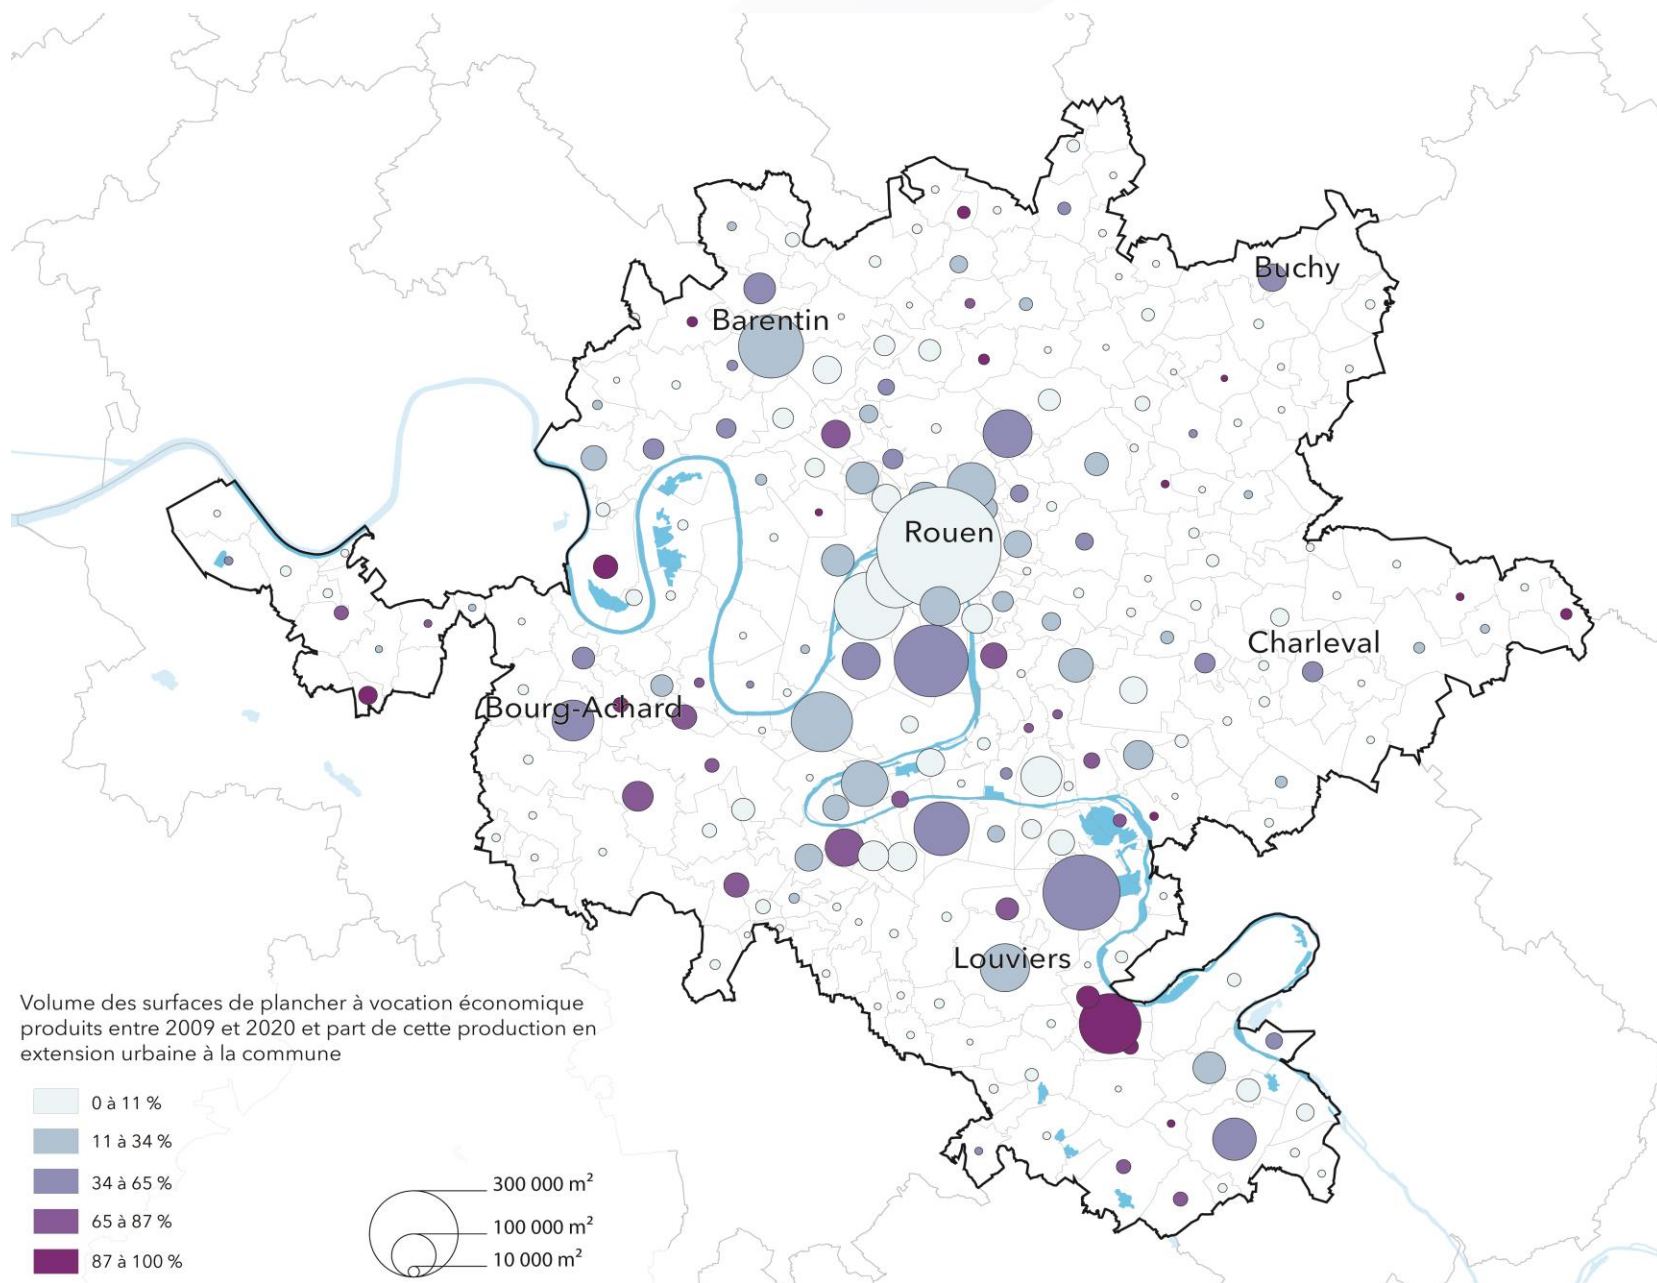 Buchy
Barentin
Rouen
Charleval
Bourg-Achard
Louviers
Volume des surfaces de plancher à vocation économique
produits entre 2009 et 2020 et part de cette production en
extension urbaine à la commune
0 à 11 %
11 à 34 %
34 à 65 %
65 à 87 %
87 à 100 %
300 000 m²
100 000 m²
10 000 m²